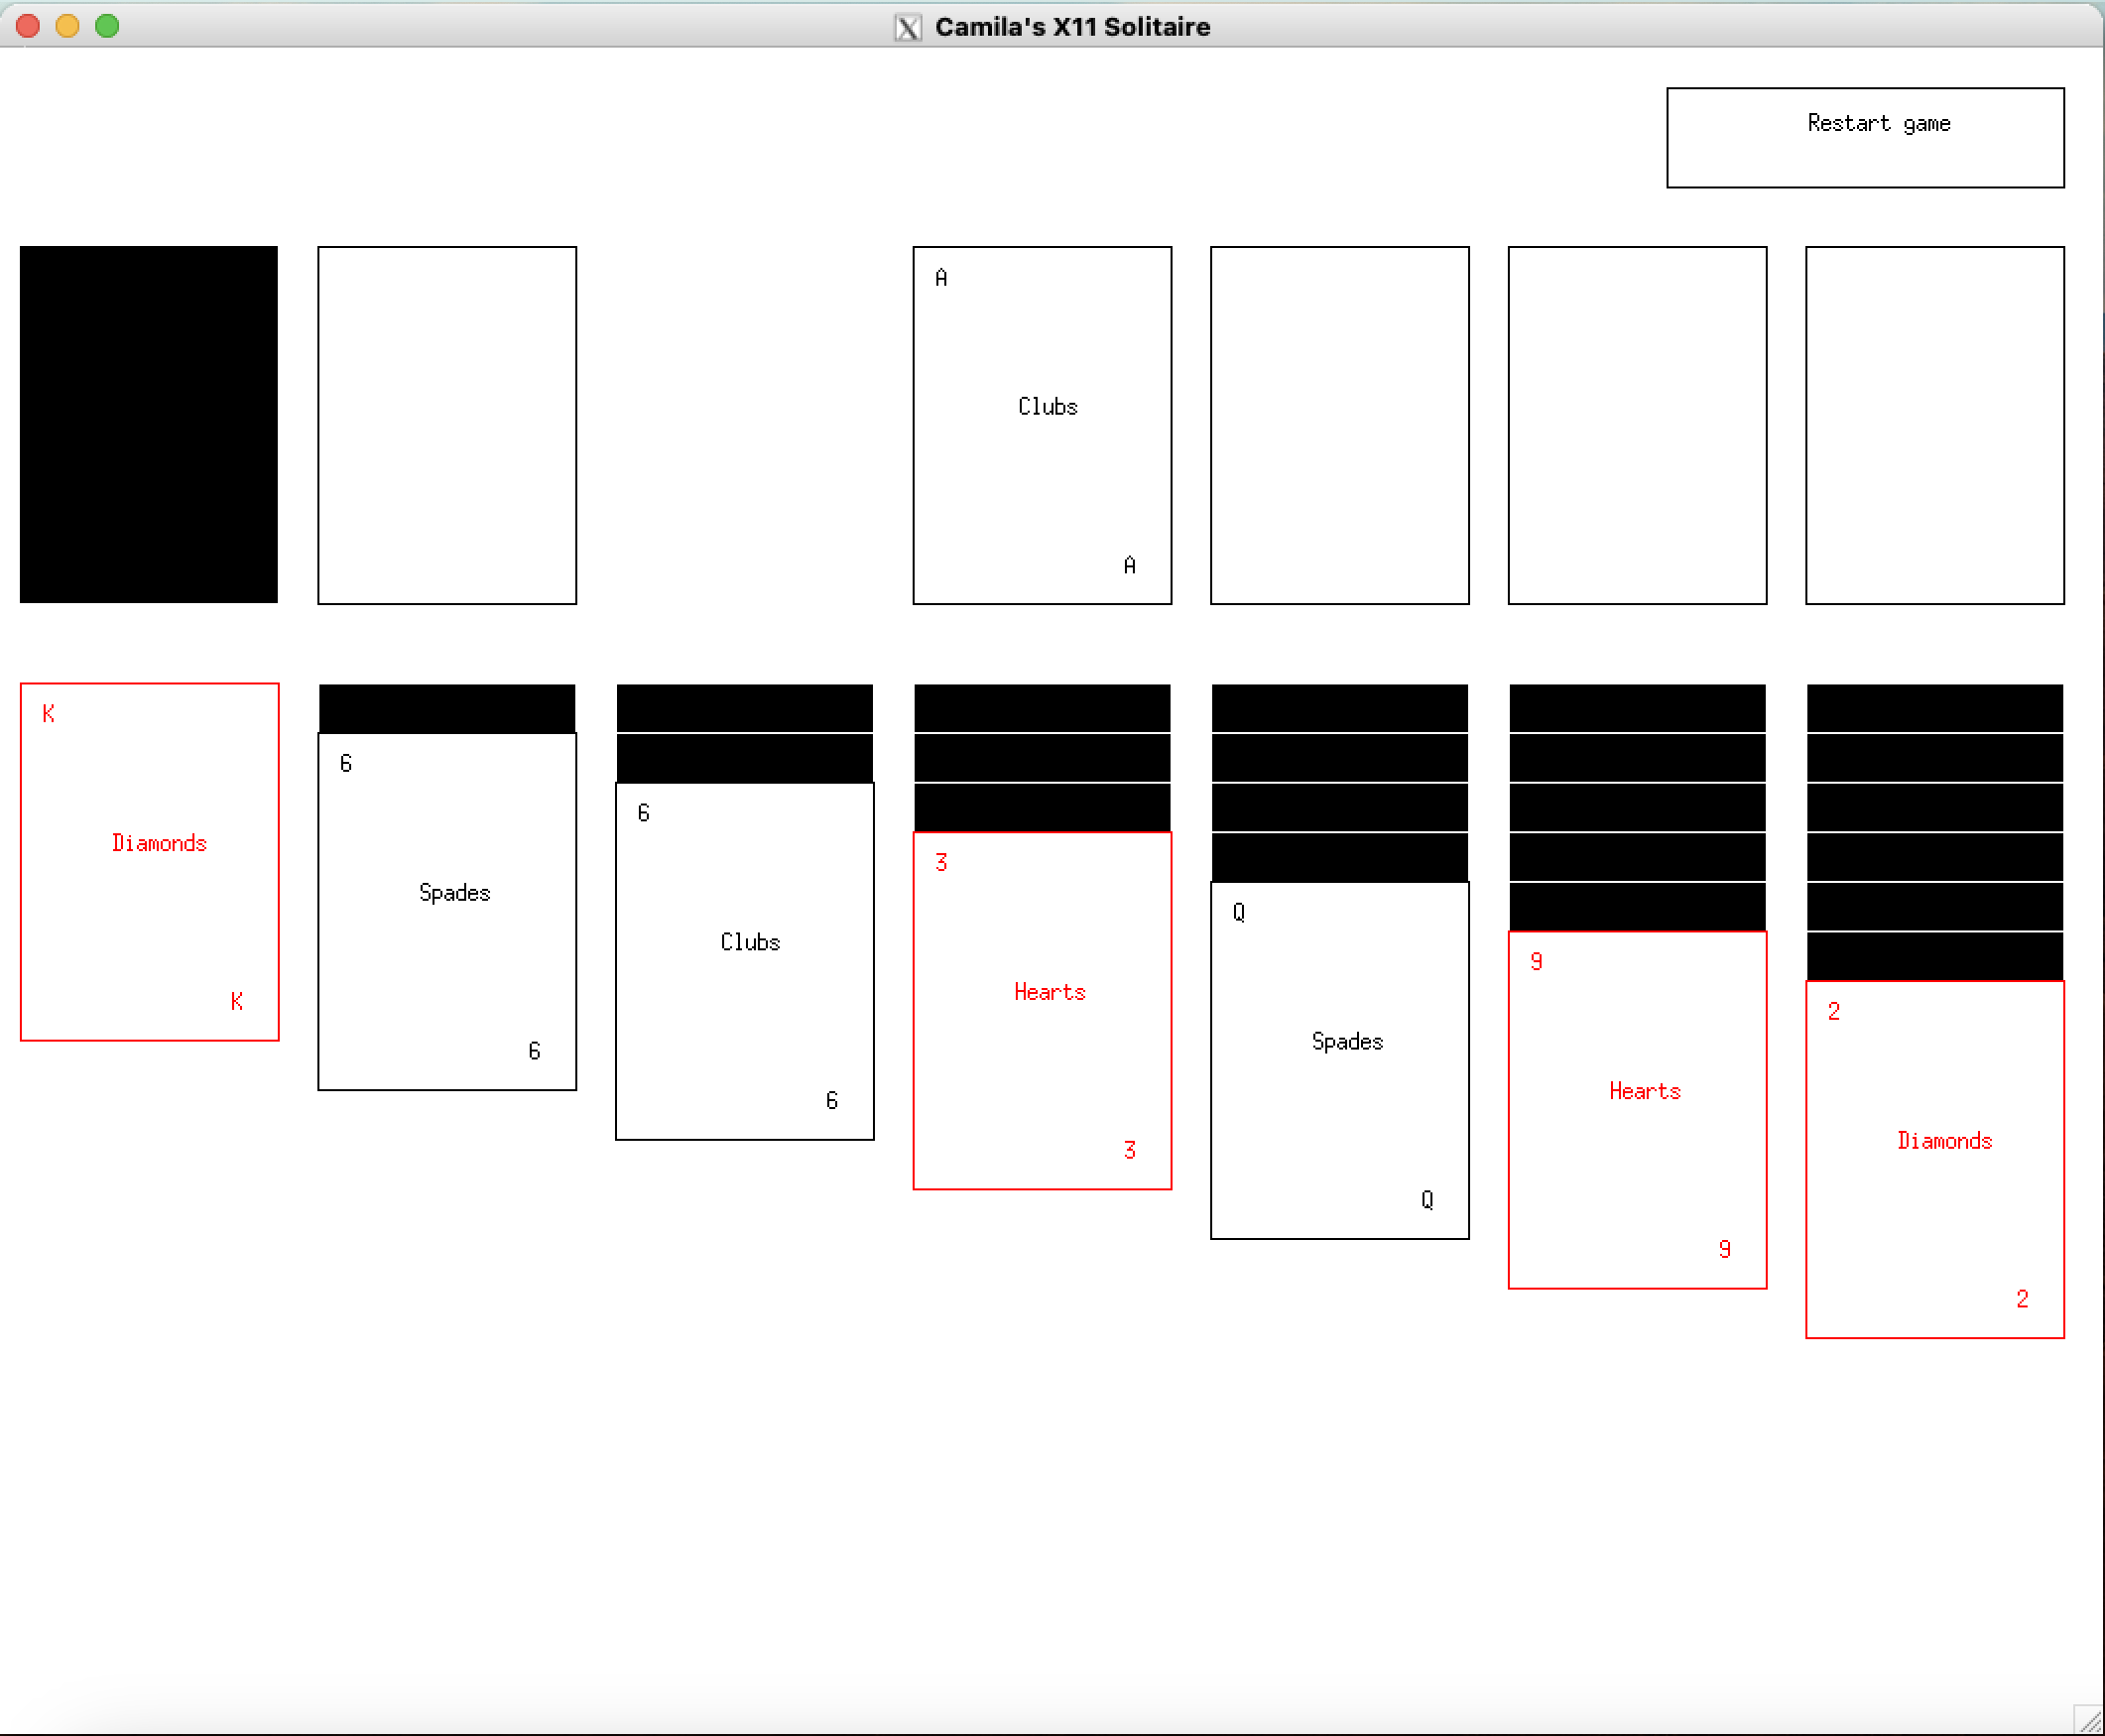 Camila's X11 Solitaire
Restart game
A
Clubs
A
K
Diamonds
K
6
Spades
6
6
Clubs
6
3
Hearts
3
Q
Spades
Q
9
Hearts
9
2
Diamonds
2